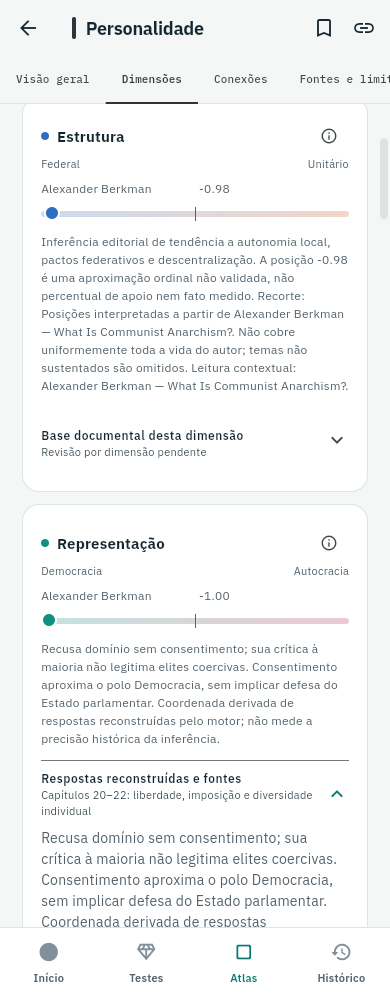 Personalidade
Visão geral
Dimensões
Conexões
Fontes e limit
Estrutura
Federal
Unitário
Alexander Berkman
-0.98
Inferência editorial de tendência a autonomia local,
pactos federativos e descentralização. A posição -0.98
é uma aproximação ordinal não validada, não
percentual de apoio nem fato medido. Recorte:
Posições interpretadas a partir de Alexander Berkman
— What Is Communist Anarchism?. Não cobre
uniformemente toda a vida do autor; temas não
sustentados são omitidos. Leitura contextual:
Alexander Berkman — What Is Communist Anarchism?.
Base documental desta dimensão
Revisão por dimensão pendente
Representação
Democracia
Autocracia
Alexander Berkman
-1.00
Recusa domínio sem consentimento; sua crítica à
maioria não legitima elites coercivas. Consentimento
aproxima o polo Democracia, sem implicar defesa do
Estado parlamentar. Coordenada derivada de
respostas reconstruídas pelo motor; não mede a
precisão histórica da inferência.
Respostas reconstruídas e fontes
Capítulos 20–22: liberdade, imposição e diversidade
individual
Recusa domínio sem consentimento; sua
crítica à maioria não legitima elites coercivas.
Consentimento aproxima o polo Democracia,
sem implicar defesa do Estado parlamentar.
Coordenada derivada de respostas
Início
Testes
Atlas
Histórico